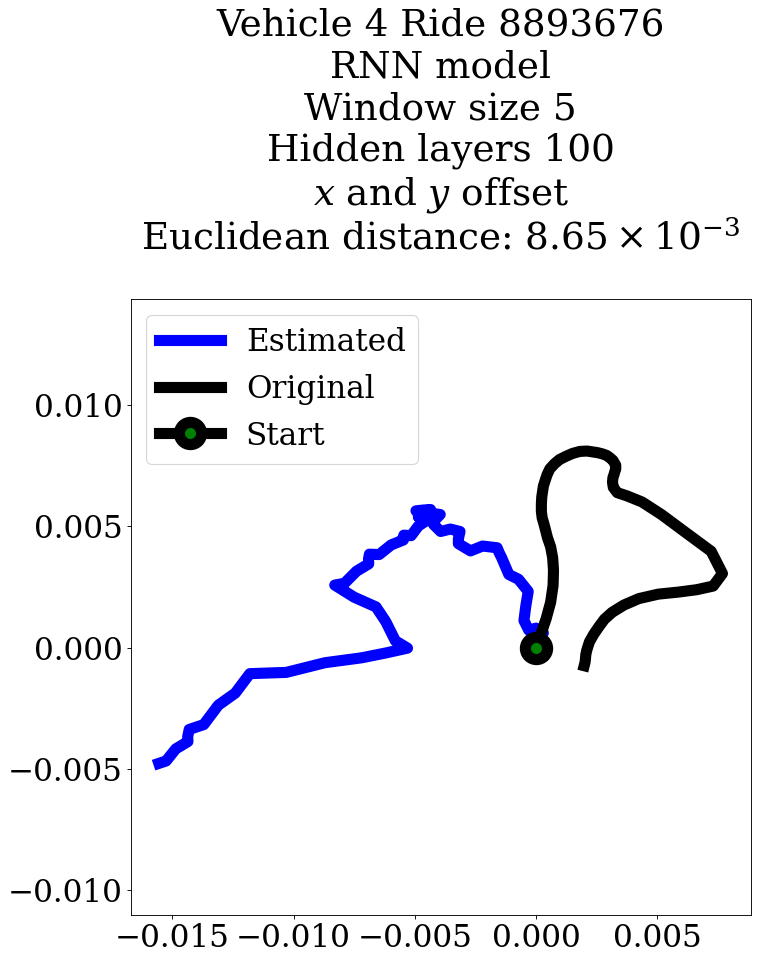 Vehicle 4 Ride 8893676
RNN model
Window size 5
Hidden layers 100
x and y offset
Euclidean distance: 8.65 × 10⁻³
Estimated
Original
Start
0.010
0.005
0.000
−0.005
−0.010
−0.015 −0.010 −0.005 0.000 0.005